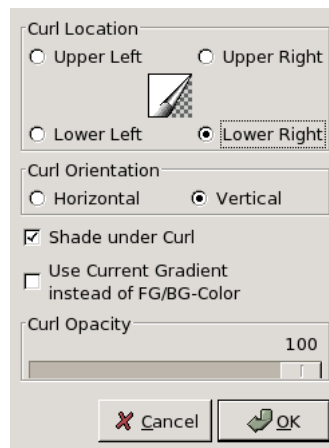 Curl Location
Upper Left Upper Right
Lower Left Lower Right
Curl Orientation
Horizontal Vertical
Shade under Curl
Use Current Gradient
instead of FG/BG-Color
Curl Opacity
100
Cancel OK